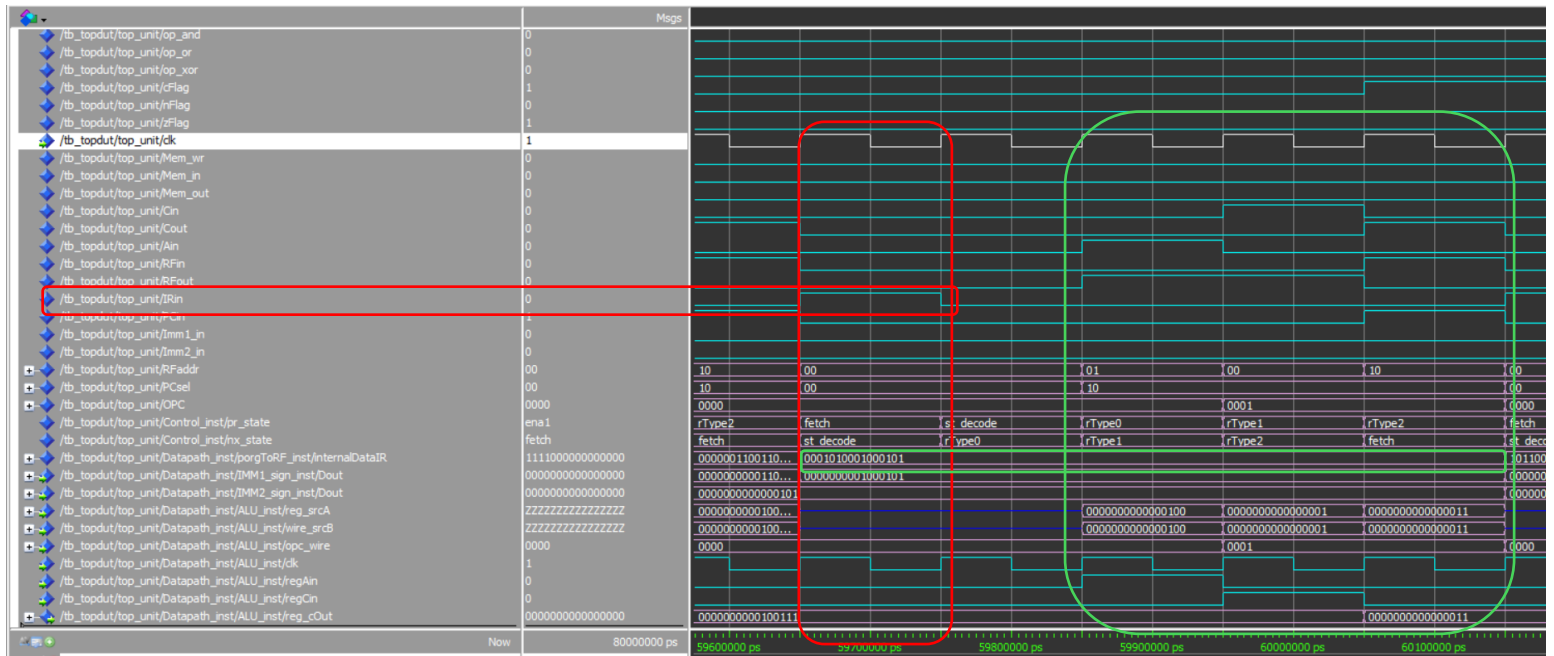 Msgs
/tb_topdut/top_unit/op_and 0
/tb_topdut/top_unit/op_or 0
/tb_topdut/top_unit/op_xor 0
/tb_topdut/top_unit/cFlag 1
/tb_topdut/top_unit/nFlag 0
/tb_topdut/top_unit/zFlag 1
/tb_topdut/top_unit/clk 1
/tb_topdut/top_unit/Mem_wr 0
/tb_topdut/top_unit/Mem_in 0
/tb_topdut/top_unit/Mem_out 0
/tb_topdut/top_unit/Cin 0
/tb_topdut/top_unit/Cout 0
/tb_topdut/top_unit/Ain 0
/tb_topdut/top_unit/RFin 0
/tb_topdut/top_unit/RFout 0
/tb_topdut/top_unit/IRin 0
/tb_topdut/top_unit/PCin 1
/tb_topdut/top_unit/Imm1_in 0
/tb_topdut/top_unit/Imm2_in 0
/tb_topdut/top_unit/RFaddr 00 10 00 01 00 10 00
/tb_topdut/top_unit/PCsel 00 10 00 10 00
/tb_topdut/top_unit/OPC 0000 0000 0001 0000
/tb_topdut/top_unit/Control_inst/pr_state ena1 rType2 fetch st_decode rType0 rType1 rType2 fetch
/tb_topdut/top_unit/Control_inst/nx_state fetch fetch st_decode rType0 rType1 rType2 fetch st_deco
/tb_topdut/top_unit/Datapath_inst/porgToRF_inst/internalDataIR 1111000000000000 0000001100110... 0001010001000101 101100
/tb_topdut/top_unit/Datapath_inst/IMM1_sign_inst/Dout 0000000000000000 0000000000110... 0000000001000101 000000
/tb_topdut/top_unit/Datapath_inst/IMM2_sign_inst/Dout 0000000000000000 0000000000000101 000000
/tb_topdut/top_unit/Datapath_inst/ALU_inst/reg_srcA ZZZZZZZZZZZZZZZZ 0000000000100... 0000000000000100 0000000000000001 0000000000000011
/tb_topdut/top_unit/Datapath_inst/ALU_inst/wire_srcB ZZZZZZZZZZZZZZZZ 0000000000100... 0000000000000100 0000000000000001 0000000000000011
/tb_topdut/top_unit/Datapath_inst/ALU_inst/opc_wire 0000 0000 0001 0000
/tb_topdut/top_unit/Datapath_inst/ALU_inst/clk 1
/tb_topdut/top_unit/Datapath_inst/ALU_inst/regAin 0
/tb_topdut/top_unit/Datapath_inst/ALU_inst/regCin 0
/tb_topdut/top_unit/Datapath_inst/ALU_inst/reg_cOut 0000000000000000 0000000000100111 0000000000000011
Now 80000000 ps 59600000 ps 59700000 ps 59800000 ps 59900000 ps 60000000 ps 60100000 ps